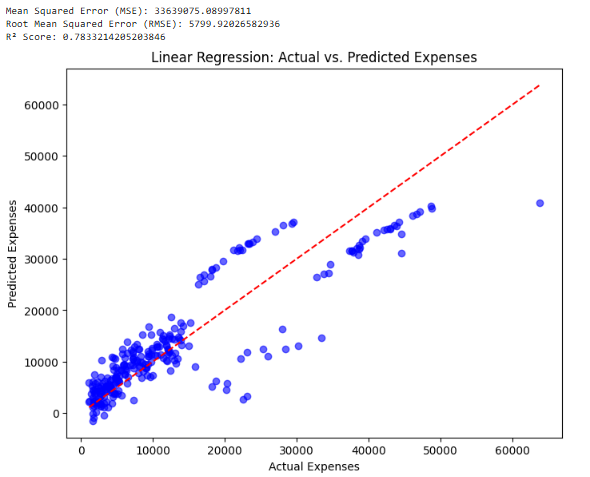 Mean Squared Error (MSE): 33639075.08997811
Root Mean Squared Error (RMSE): 5799.92026582936
R² Score: 0.7833214205203846
Linear Regression: Actual vs. Predicted Expenses
60000
50000
40000
30000
20000
10000
0
Predicted Expenses
0 10000 20000 30000 40000 50000 60000
Actual Expenses